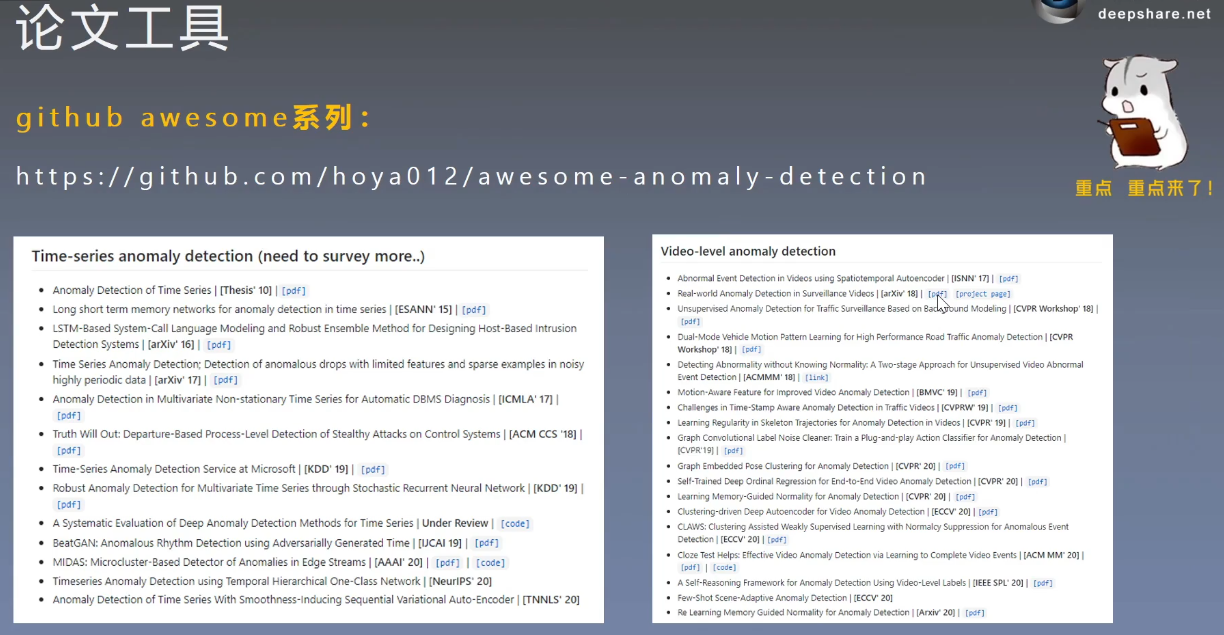 论文工具
deepshare.net
github awesome系列：
https://github.com/hoya012/awesome-anomaly-detection
重点 重点来了！
Time-series anomaly detection (need to survey more..)
Anomaly Detection of Time Series | [Thesis' 10] | [pdf]
Long short term memory networks for anomaly detection in time series | [ESANN' 15] | [pdf]
LSTM-Based System-Call Language Modeling and Robust Ensemble Method for Designing Host-Based Intrusion
Detection Systems | [arXiv' 16] | [pdf]
Time Series Anomaly Detection; Detection of anomalous drops with limited features and sparse examples in noisy
highly periodic data | [arXiv' 17] | [pdf]
Anomaly Detection in Multivariate Non-stationary Time Series for Automatic DBMS Diagnosis | [ICMLA' 17] |
[pdf]
Truth Will Out: Departure-Based Process-Level Detection of Stealthy Attacks on Control Systems | [ACM CCS '18] |
[pdf]
Time-Series Anomaly Detection Service at Microsoft | [KDD' 19] | [pdf]
Robust Anomaly Detection for Multivariate Time Series through Stochastic Recurrent Neural Network | [KDD' 19] |
[pdf]
A Systematic Evaluation of Deep Anomaly Detection Methods for Time Series | Under Review | [code]
BeatGAN: Anomalous Rhythm Detection using Adversarially Generated Time | [IJCAI 19] | [pdf]
MIDAS: Microcluster-Based Detector of Anomalies in Edge Streams | [AAAI' 20] | [pdf] | [code]
Timeseries Anomaly Detection using Temporal Hierarchical One-Class Network | [NeurIPS' 20]
Anomaly Detection of Time Series With Smoothness-Inducing Sequential Variational Auto-Encoder | [TNNLS' 20]
Video-level anomaly detection
Abnormal Event Detection in Videos using Spatiotemporal Autoencoder | [ISNN' 17] | [pdf]
Real-world Anomaly Detection in Surveillance Videos | [arXiv' 18] | [pdf] [project page]
Unsupervised Anomaly Detection for Traffic Surveillance Based on Background Modeling | [CVPR Workshop' 18] |
[pdf]
Dual-Mode Vehicle Motion Pattern Learning for High Performance Road Traffic Anomaly Detection | [CVPR
Workshop' 18] | [pdf]
Detecting Abnormality without Knowing Normality: A Two-stage Approach for Unsupervised Video Abnormal
Event Detection | [ACMMM' 18] | [link]
Motion-Aware Feature for Improved Video Anomaly Detection | [BMVC' 19] | [pdf]
Challenges in Time-Stamp Aware Anomaly Detection in Traffic Videos | [CVPRW' 19] | [pdf]
Learning Regularity in Skeleton Trajectories for Anomaly Detection in Videos | [CVPR' 19] | [pdf]
Graph Convolutional Label Noise Cleaner: Train a Plug-and-play Action Classifier for Anomaly Detection |
[CVPR'19] | [pdf]
Graph Embedded Pose Clustering for Anomaly Detection | [CVPR' 20] | [pdf]
Self-Trained Deep Ordinal Regression for End-to-End Video Anomaly Detection | [CVPR' 20] | [pdf]
Learning Memory-Guided Normality for Anomaly Detection | [CVPR' 20] | [pdf]
Clustering-driven Deep Autoencoder for Video Anomaly Detection | [ECCV' 20] | [pdf]
CLAWS: Clustering Assisted Weakly Supervised Learning with Normalcy Suppression for Anomalous Event
Detection | [ECCV' 20] | [pdf]
Cloze Test Helps: Effective Video Anomaly Detection via Learning to Complete Video Events | [ACM MM' 20] |
[pdf] | [code]
A Self-Reasoning Framework for Anomaly Detection Using Video-Level Labels | [IEEE SPL' 20] | [pdf]
Few-Shot Scene-Adaptive Anomaly Detection | [ECCV' 20]
Re Learning Memory Guided Normality for Anomaly Detection | [Arxiv' 20] | [pdf]